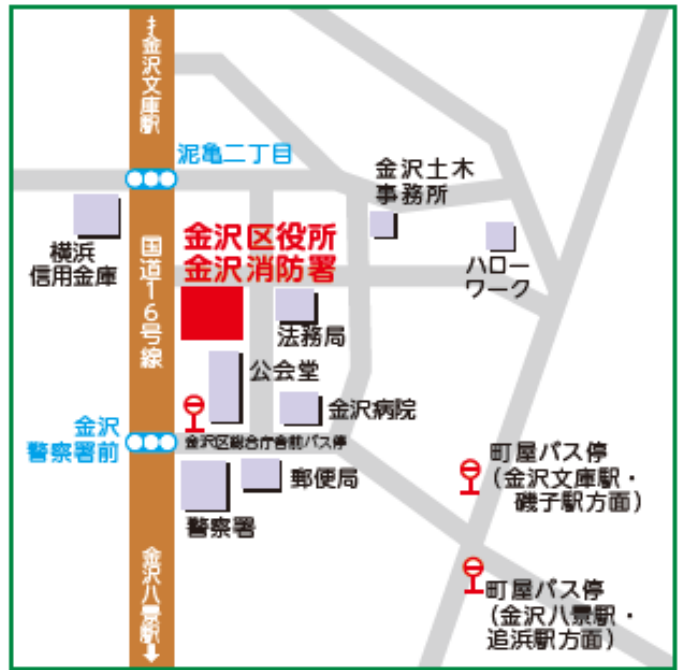 金沢文庫駅
泥亀二丁目
金沢土木
事務所
横浜
信用金庫
国道16号線
金沢区役所
金沢消防署
ハロー
ワーク
法務局
公会堂
金沢病院
金沢
警察署前
金沢区総合庁舎前バス停
郵便局
警察署
町屋バス停
(金沢文庫駅・
磯子駅方面)
金沢八景駅
町屋バス停
(金沢八景駅・
追浜駅方面)